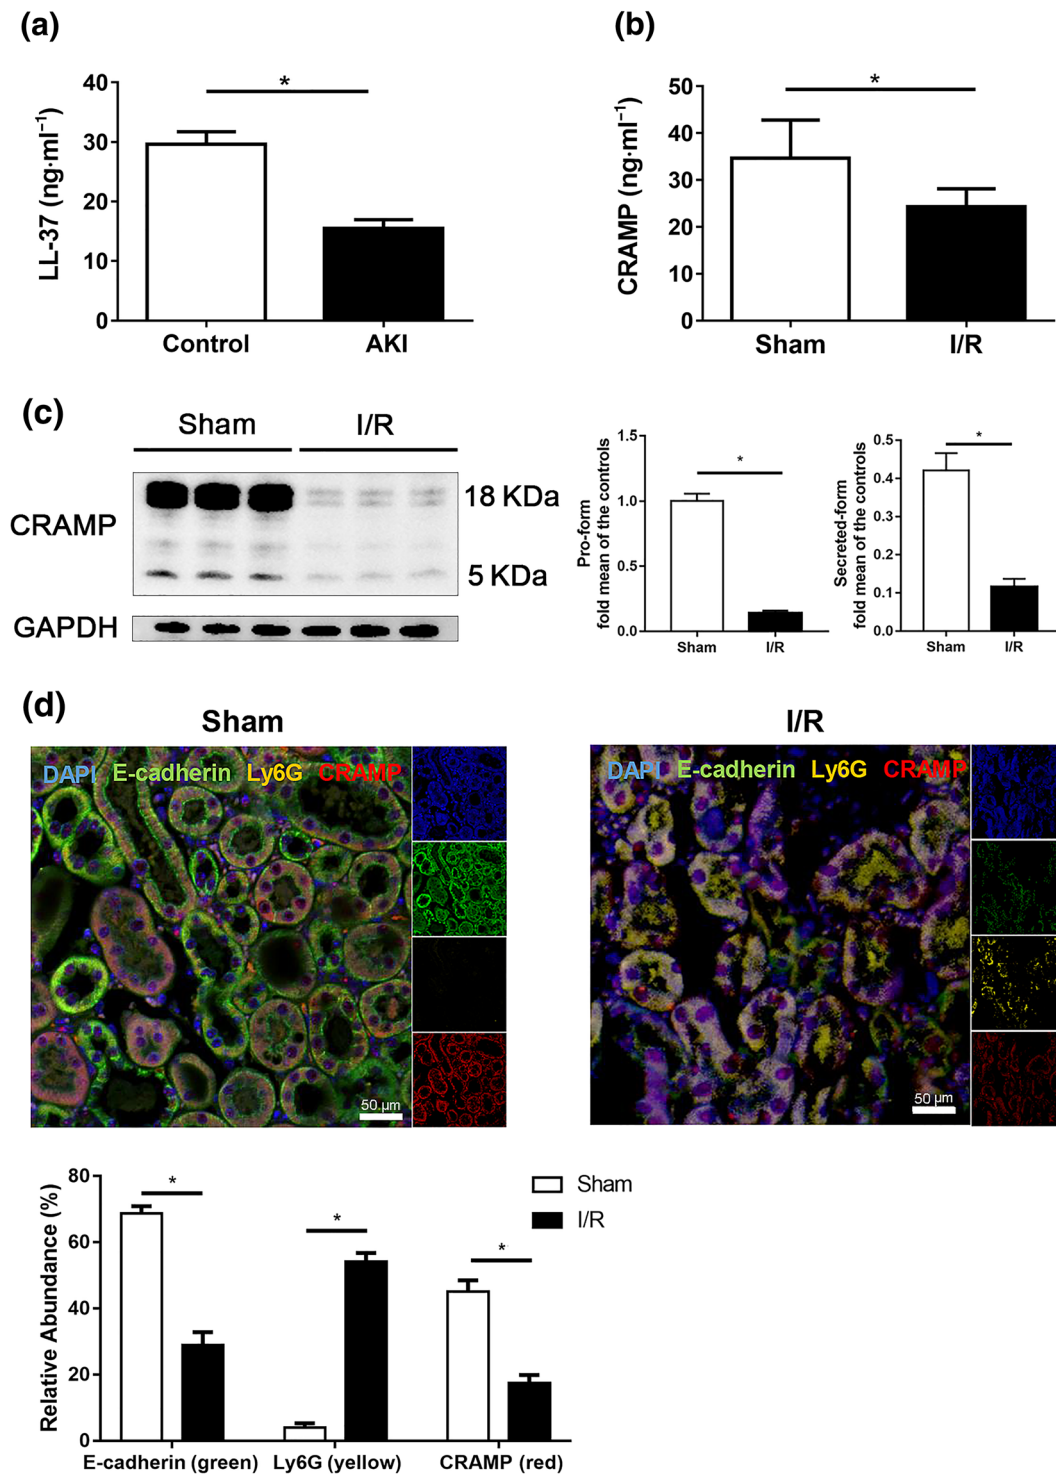 (a)
LL-37 (ng·ml⁻¹)
40
30
20
10
0
*
Control
AKI
(b)
CRAMP (ng·ml⁻¹)
50
40
30
20
10
0
*
Sham
I/R
(c)
Sham
I/R
CRAMP
18 KDa
5 KDa
GAPDH
Pro-form
fold mean of the controls
1.5
1.0
0.5
0.0
*
Sham
I/R
Secreted-form
fold mean of the controls
0.5
0.4
0.3
0.2
0.1
0.0
*
Sham
I/R
(d)
Sham
DAPI E-cadherin Ly6G CRAMP
50 µm
I/R
DAPI E-cadherin Ly6G CRAMP
50 µm
Relative Abundance (%)
80
60
40
20
0
*
*
*
Sham
I/R
E-cadherin (green)
Ly6G (yellow)
CRAMP (red)